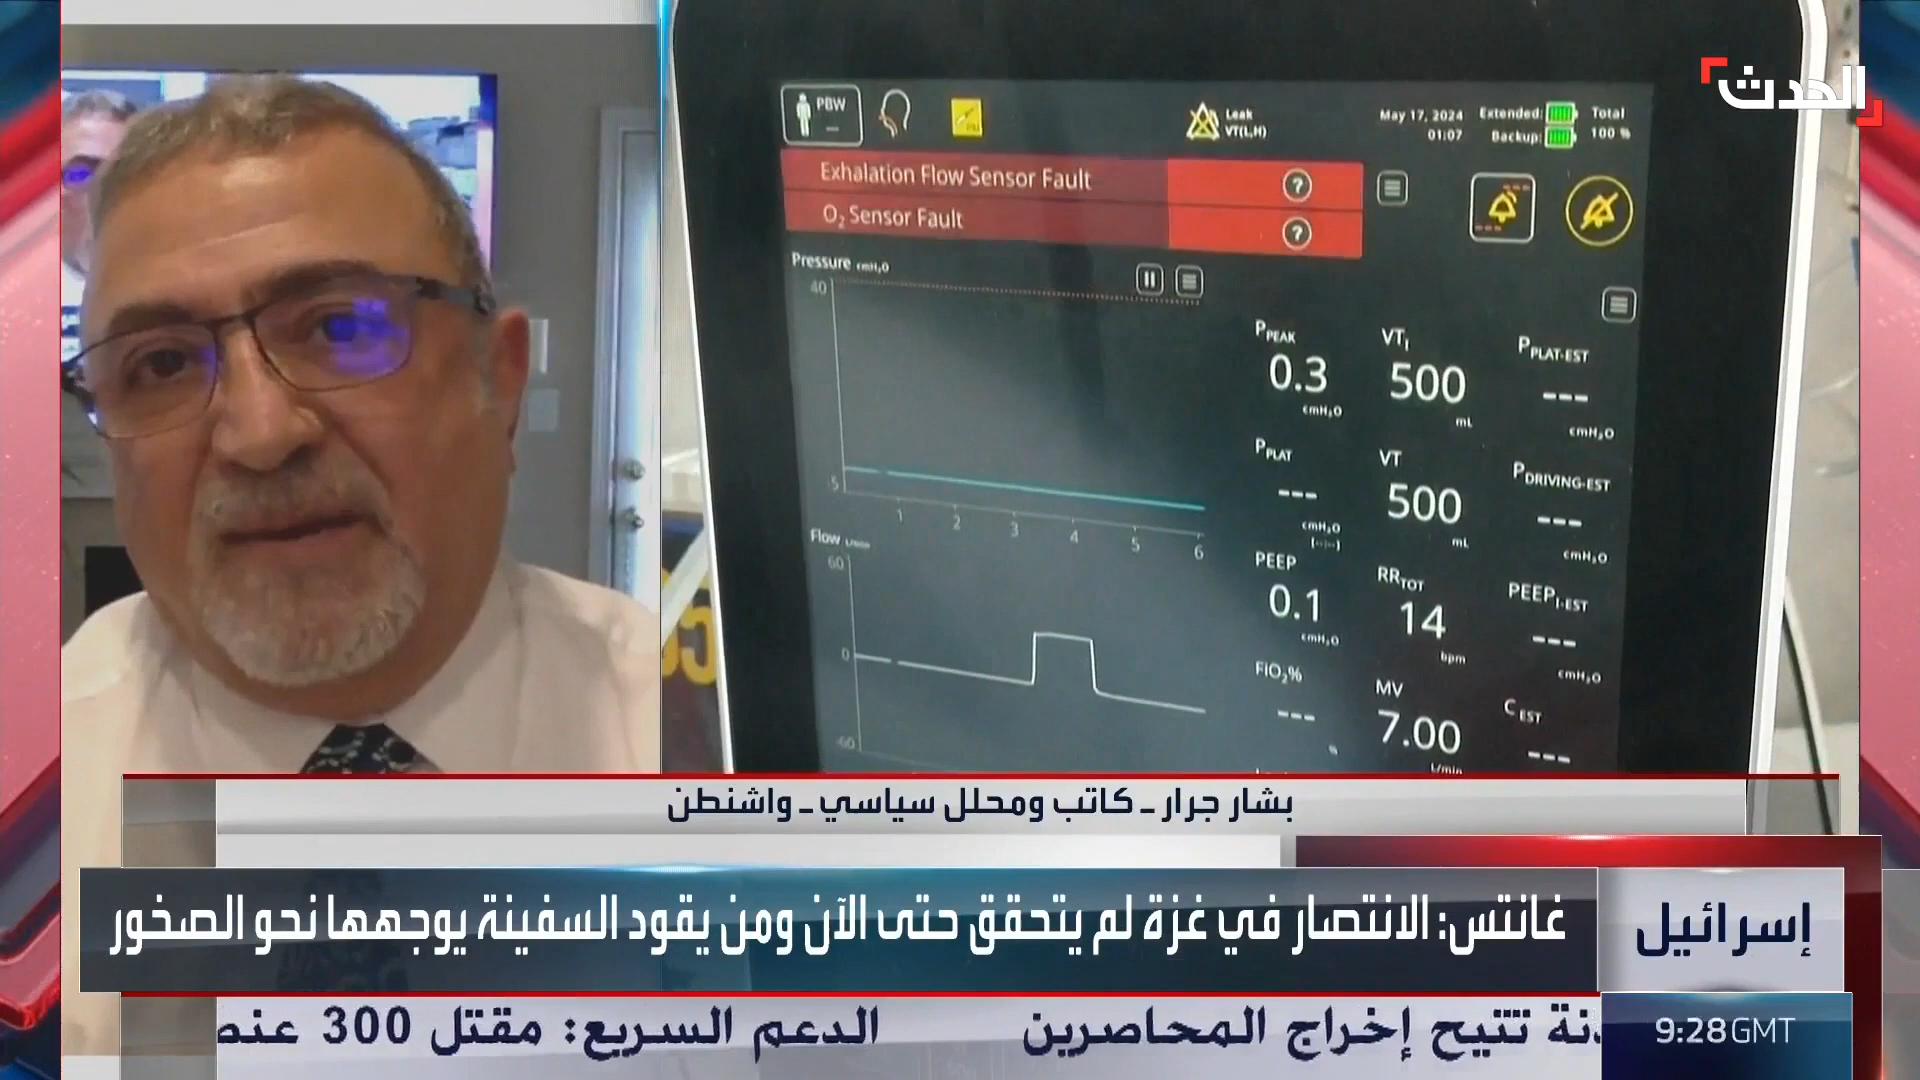 الحدث
PBW
Leak
VT(L,H)
May 17, 2024
01:07
Extended:
Backup:
Total
100 %
Exhalation Flow Sensor Fault
?
O₂ Sensor Fault
?
Pressure cmH₂O
40
-5
1 2 3 4 5 6
PPEAK
0.3
cmH₂O
VTI
500
mL
PPLAT-EST
---
cmH₂O
PPLAT
---
cmH₂O
VT
500
mL
PDRIVING-EST
---
cmH₂O
Flow
60
0
-60
PEEP
0.1
cmH₂O
RRTOT
14
bpm
PEEPI-EST
---
cmH₂O
FiO₂%
---
%
MV
7.00
L/min
CEST
---
بشار جرار - كاتب ومحلل سياسي - واشنطن
إسرائيل
غانتس: الانتصار في غزة لم يتحقق حتى الآن ومن يقود السفينة يوجهها نحو الصخور
تتيح إخراج المحاصرين
الدعم السريع: مقتل 300
9:28GMT